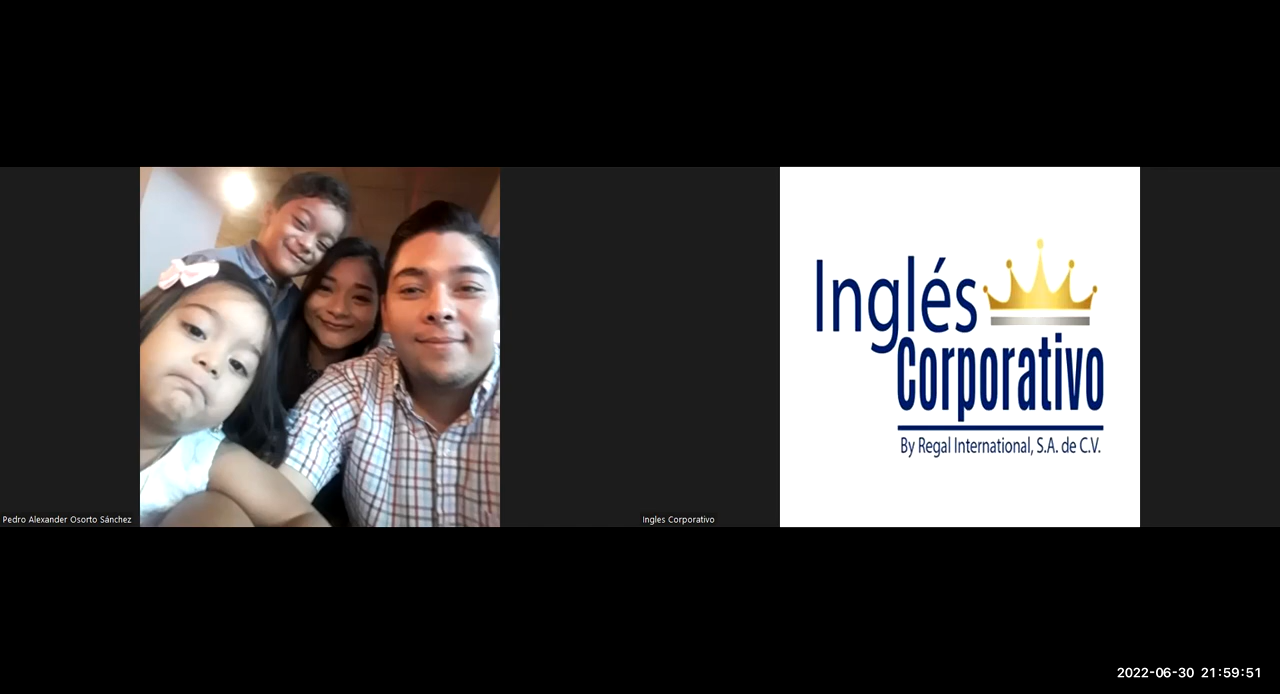 Inglés
Corporativo
By Regal International, S.A. de C.V.
Pedro Alexander Osorto Sánchez
Ingles Corporativo
2022-06-30 21:59:51